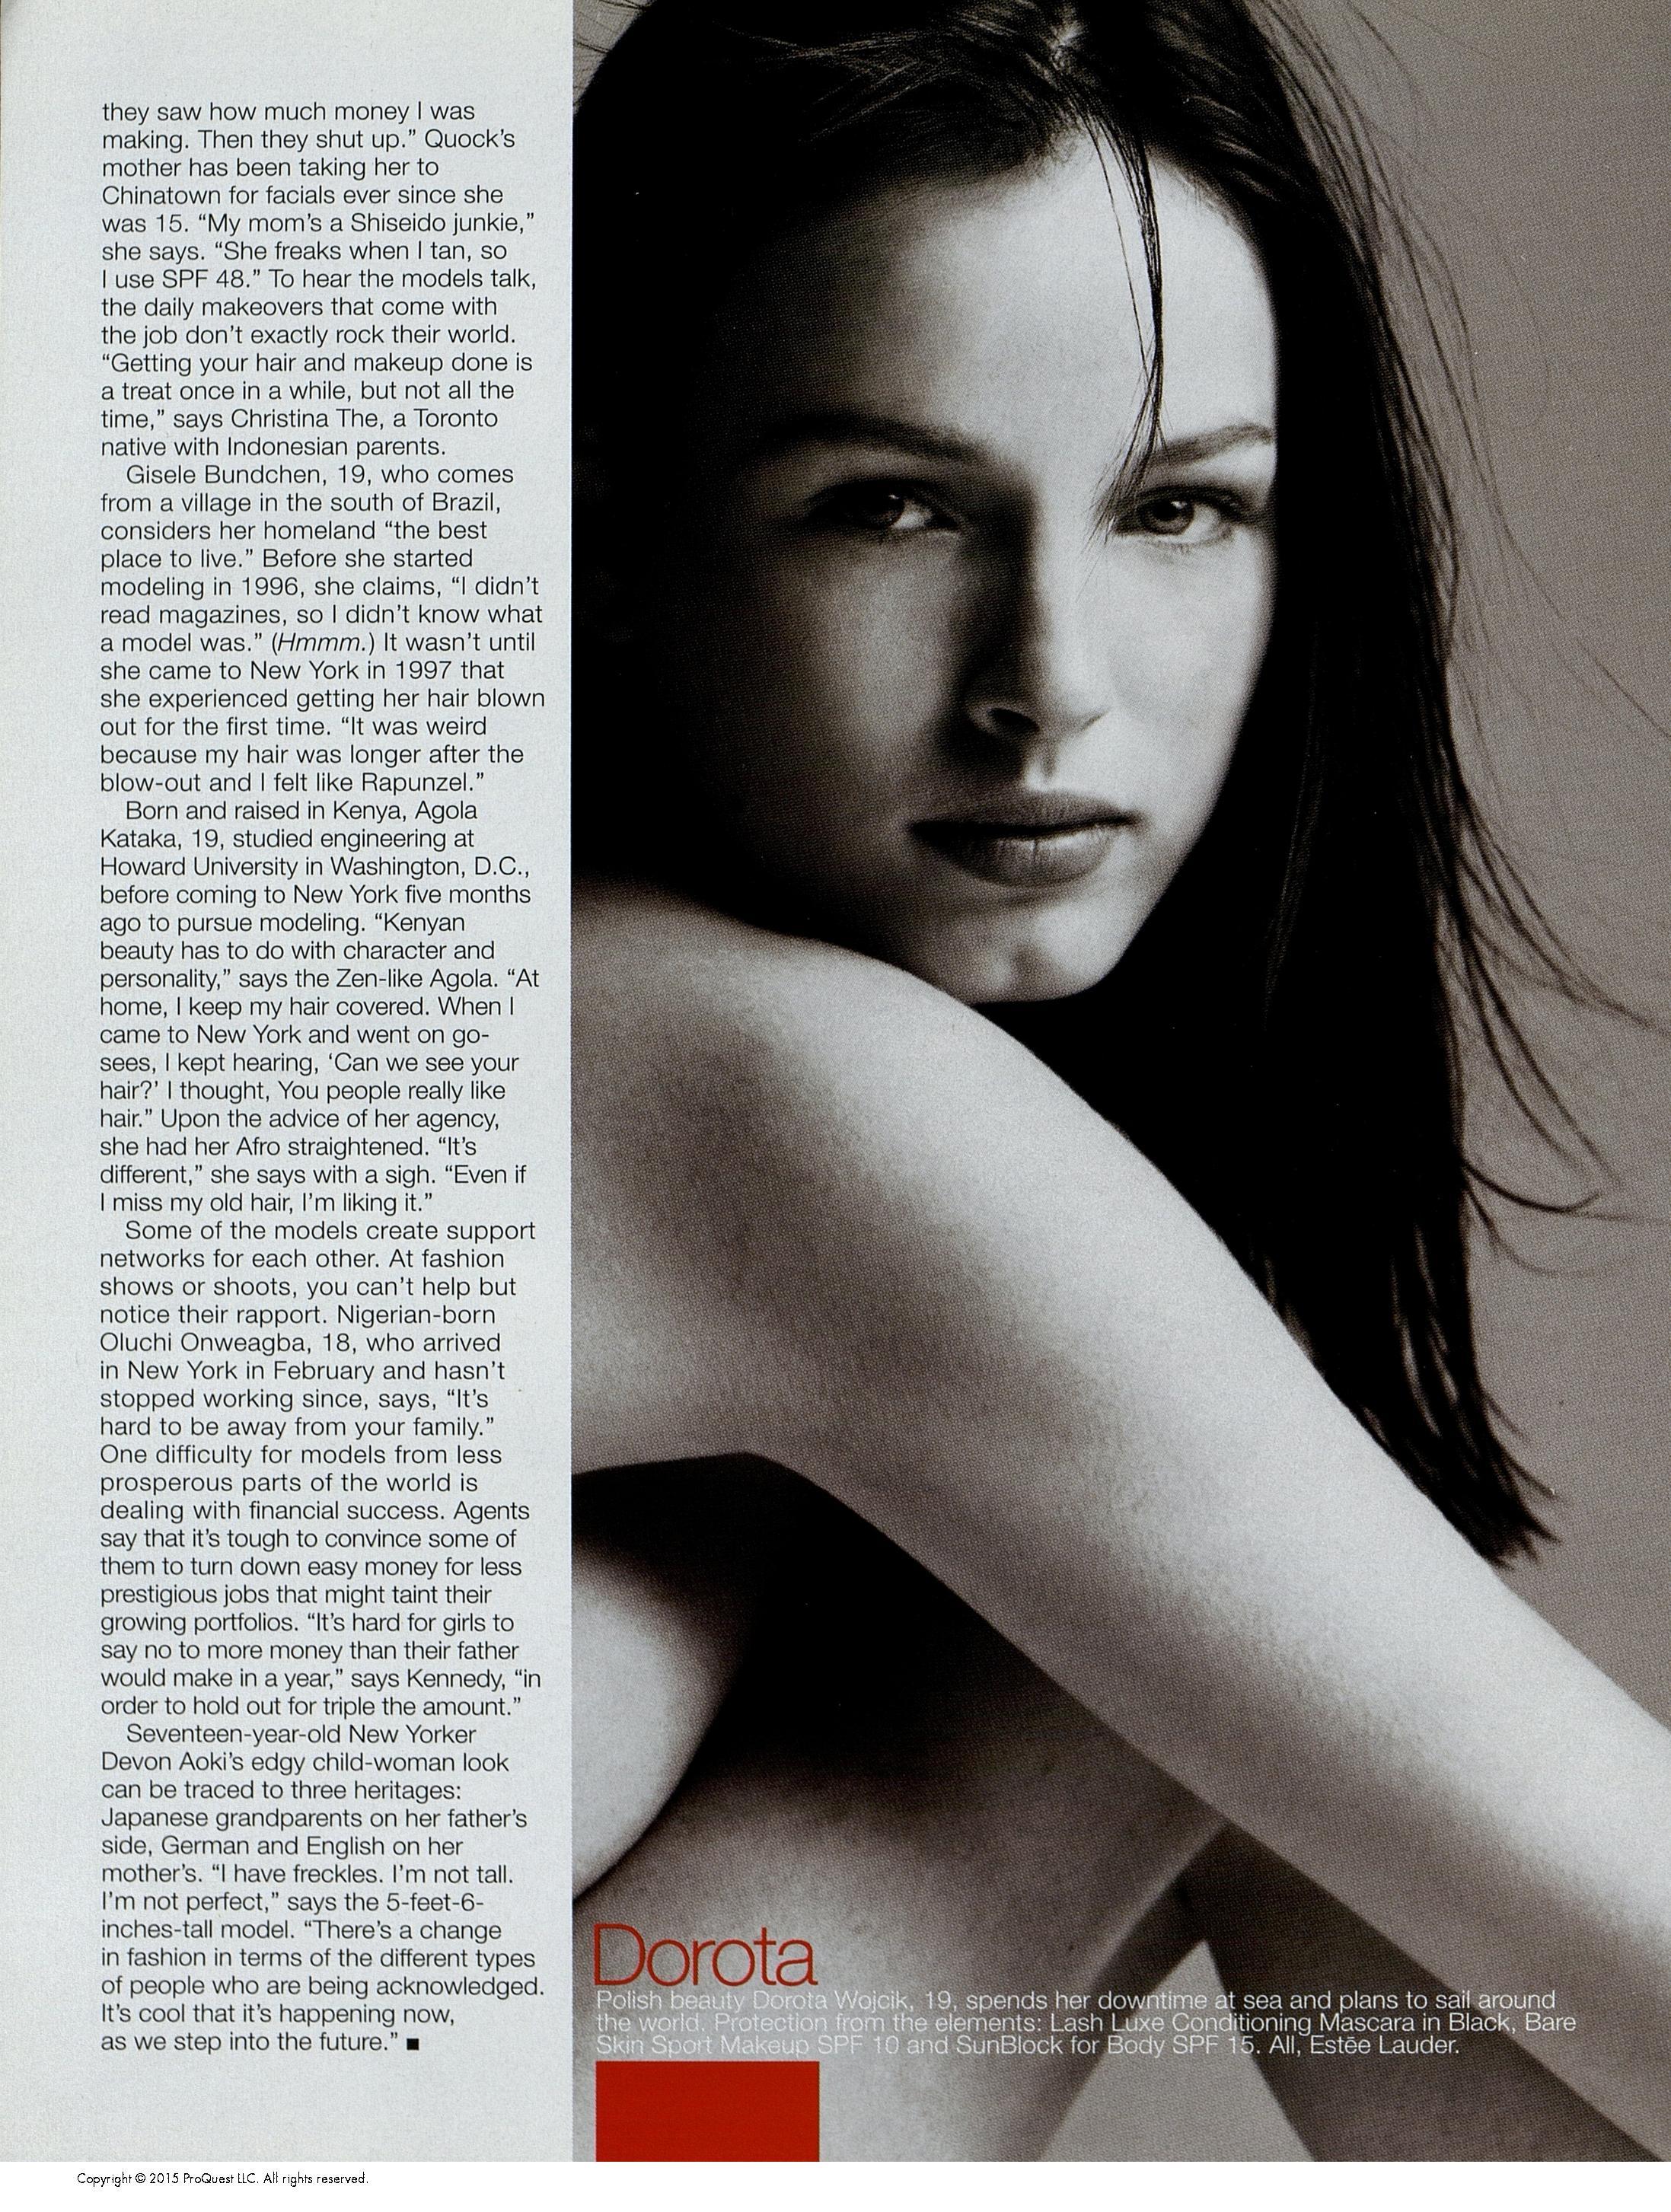 they saw how much money I was
making. Then they shut up.” Quock’s
mother has been taking her to
Chinatown for facials ever since she
was 15. “My mom’s a Shiseido junkie,”
she says. “She freaks when I tan, so
I use SPF 48.” To hear the models talk,
the daily makeovers that come with
the job don’t exactly rock their world.
“Getting your hair and makeup done is
a treat once in a while, but not all the
time,” says Christina The, a Toronto
native with Indonesian parents.
Gisele Bundchen, 19, who comes
from a village in the south of Brazil,
considers her homeland “the best
place to live.” Before she started
modeling in 1996, she claims, “I didn’t
read magazines, so I didn’t know what
a model was.” (Hmmm.) It wasn’t until
she came to New York in 1997 that
she experienced getting her hair blown
out for the first time. “It was weird
because my hair was longer after the
blow-out and I felt like Rapunzel.”
Born and raised in Kenya, Agola
Kataka, 19, studied engineering at
Howard University in Washington, D.C.,
before coming to New York five months
ago to pursue modeling. “Kenyan
beauty has to do with character and
personality,” says the Zen-like Agola. “At
home, I keep my hair covered. When I
came to New York and went on go-
sees, I kept hearing, ‘Can we see your
hair?’ I thought, You people really like
hair.” Upon the advice of her agency,
she had her Afro straightened. “It’s
different,” she says with a sigh. “Even if
I miss my old hair, I’m liking it.”
Some of the models create support
networks for each other. At fashion
shows or shoots, you can’t help but
notice their rapport. Nigerian-born
Oluchi Onweagba, 18, who arrived
in New York in February and hasn’t
stopped working since, says, “It’s
hard to be away from your family.”
One difficulty for models from less
prosperous parts of the world is
dealing with financial success. Agents
say that it’s tough to convince some of
them to turn down easy money for less
prestigious jobs that might taint their
growing portfolios. “It’s hard for girls to
say no to more money than their father
would make in a year,” says Kennedy, “in
order to hold out for triple the amount.”
Seventeen-year-old New Yorker
Devon Aoki’s edgy child-woman look
can be traced to three heritages:
Japanese grandparents on her father’s
side, German and English on her
mother’s. “I have freckles. I’m not tall.
I’m not perfect,” says the 5-feet-6-
inches-tall model. “There’s a change
in fashion in terms of the different types
of people who are being acknowledged.
It’s cool that it’s happening now,
as we step into the future.” ■
Dorota
Polish beauty Dorota Wojcik, 19, spends her downtime at sea and plans to sail around
the world. Protection from the elements: Lash Luxe Conditioning Mascara in Black, Bare
Skin Sport Makeup SPF 10 and SunBlock for Body SPF 15. All, Estēe Lauder.
Copyright © 2015 ProQuest LLC. All rights reserved.